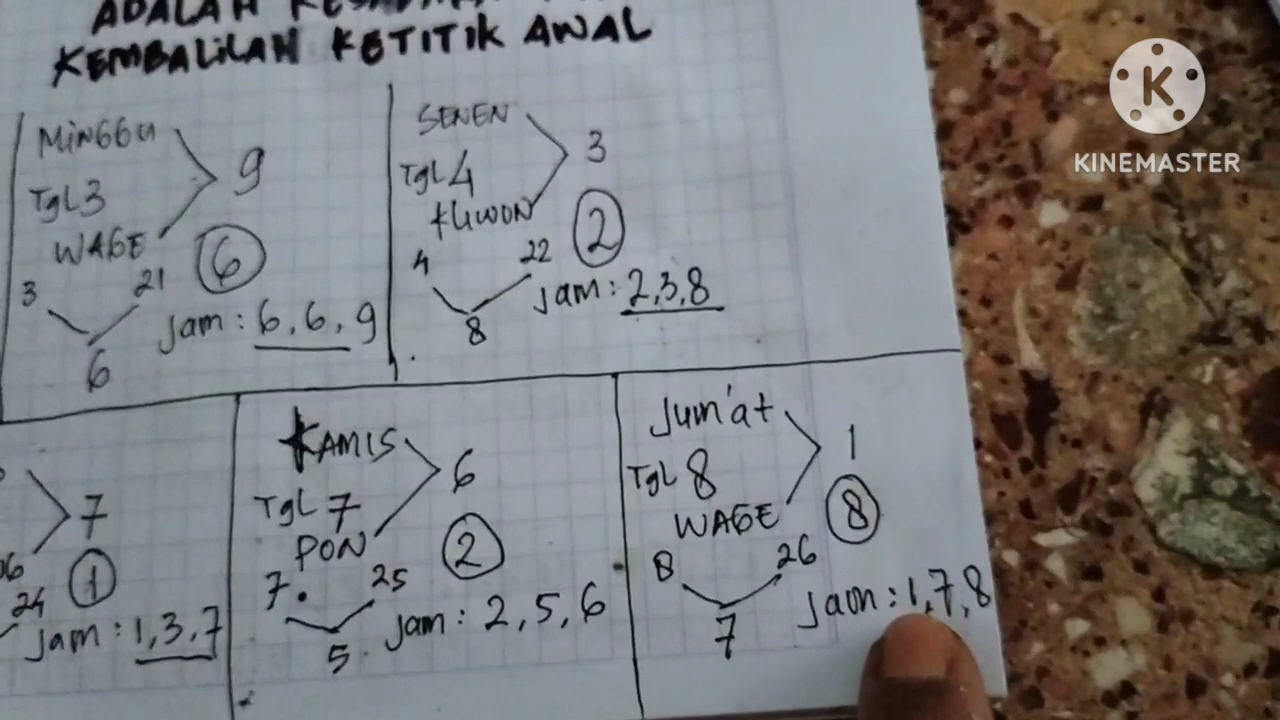 ADALAH
KEMBALILAH KETITIK AWAL
MINGGU
TGL 3
WAGE
9
6
3 21
6
jam : 6, 6, 9
SENEN
TGL 4
KLIWON
3
2
4 22
8
jam : 2, 3, 8
7
1
24
jam : 1, 3, 7
KAMIS
TGL 7
PON
6
2
7. 25
5
jam : 2, 5, 6
Jum'at
TGL 8
WAGE
1
8
8 26
7
jam : 1, 7, 8
K
KINEMASTER